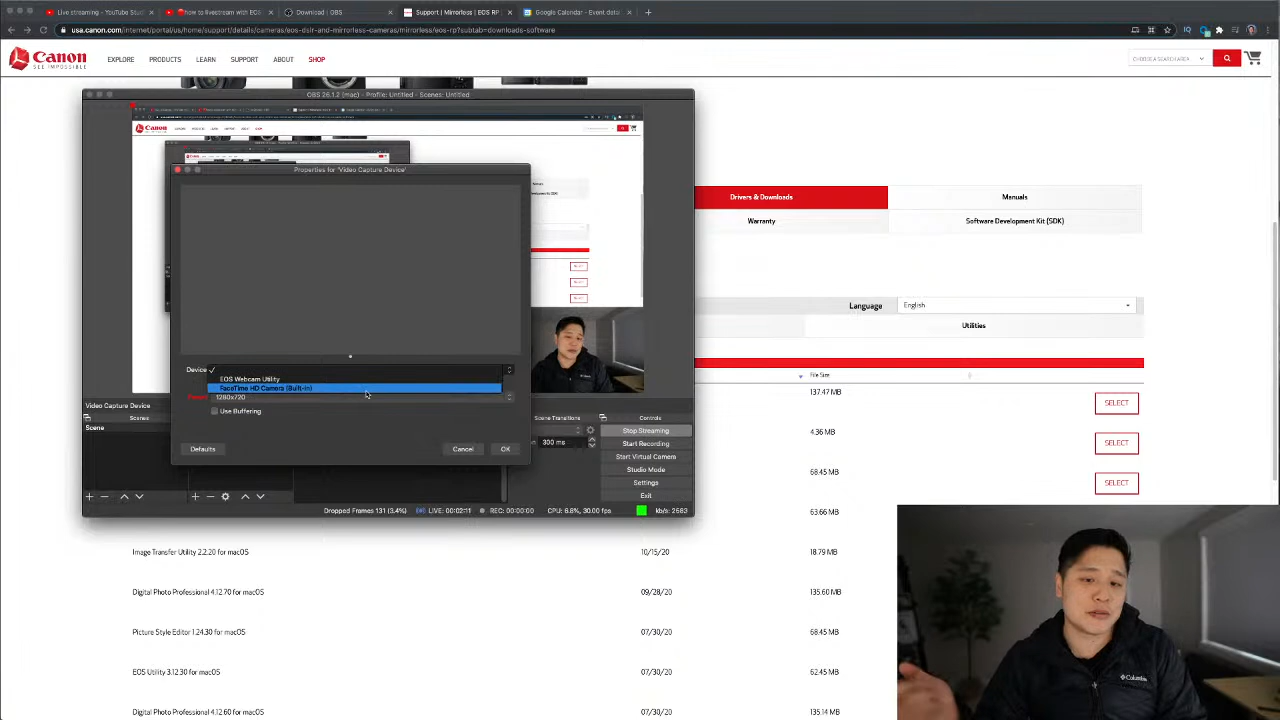 Live streaming - YouTube Stud
how to livestream with EOS
Download | OBS
Support | Mirrorless | EOS RP
Google Calendar - Event detai
usa.canon.com/internet/portal/us/home/support/details/cameras/eos-dslr-and-mirrorless-cameras/mirrorless/eos-rp?subtab=downloads-software
Canon
SEE IMPOSSIBLE
EXPLORE
PRODUCTS
LEARN
SUPPORT
ABOUT
SHOP
CHOOSE A SEARCH AREA
OBS 26.1.2 (mac) - Profile: Untitled - Scenes: Untitled
Properties for 'Video Capture Device'
Drivers & Downloads
Manuals
Warranty
Software Development Kit (SDK)
Language
English
Utilities
Device
EOS Webcam Utility
FaceTime HD Camera (Built-in)
1280x720
Use Buffering
Defaults
Cancel
OK
Video Capture Device
Scenes
Scene
Scene Transitions
300 ms
Controls
Stop Streaming
Start Recording
Start Virtual Camera
Studio Mode
Settings
Exit
Dropped Frames 131 (3.4%)
LIVE: 00:02:11
REC: 00:00:00
CPU: 6.8%, 30.00 fps
kb/s: 2583
File Size
137.47 MB
SELECT
4.36 MB
SELECT
68.45 MB
SELECT
63.66 MB
Image Transfer Utility 2.2.20 for macOS
10/15/20
18.79 MB
Digital Photo Professional 4.12.70 for macOS
09/28/20
135.60 MB
Picture Style Editor 1.24.30 for macOS
07/30/20
68.45 MB
EOS Utility 3.12.30 for macOS
07/30/20
62.45 MB
Digital Photo Professional 4.12.60 for macOS
07/30/20
135.14 MB
Columbia